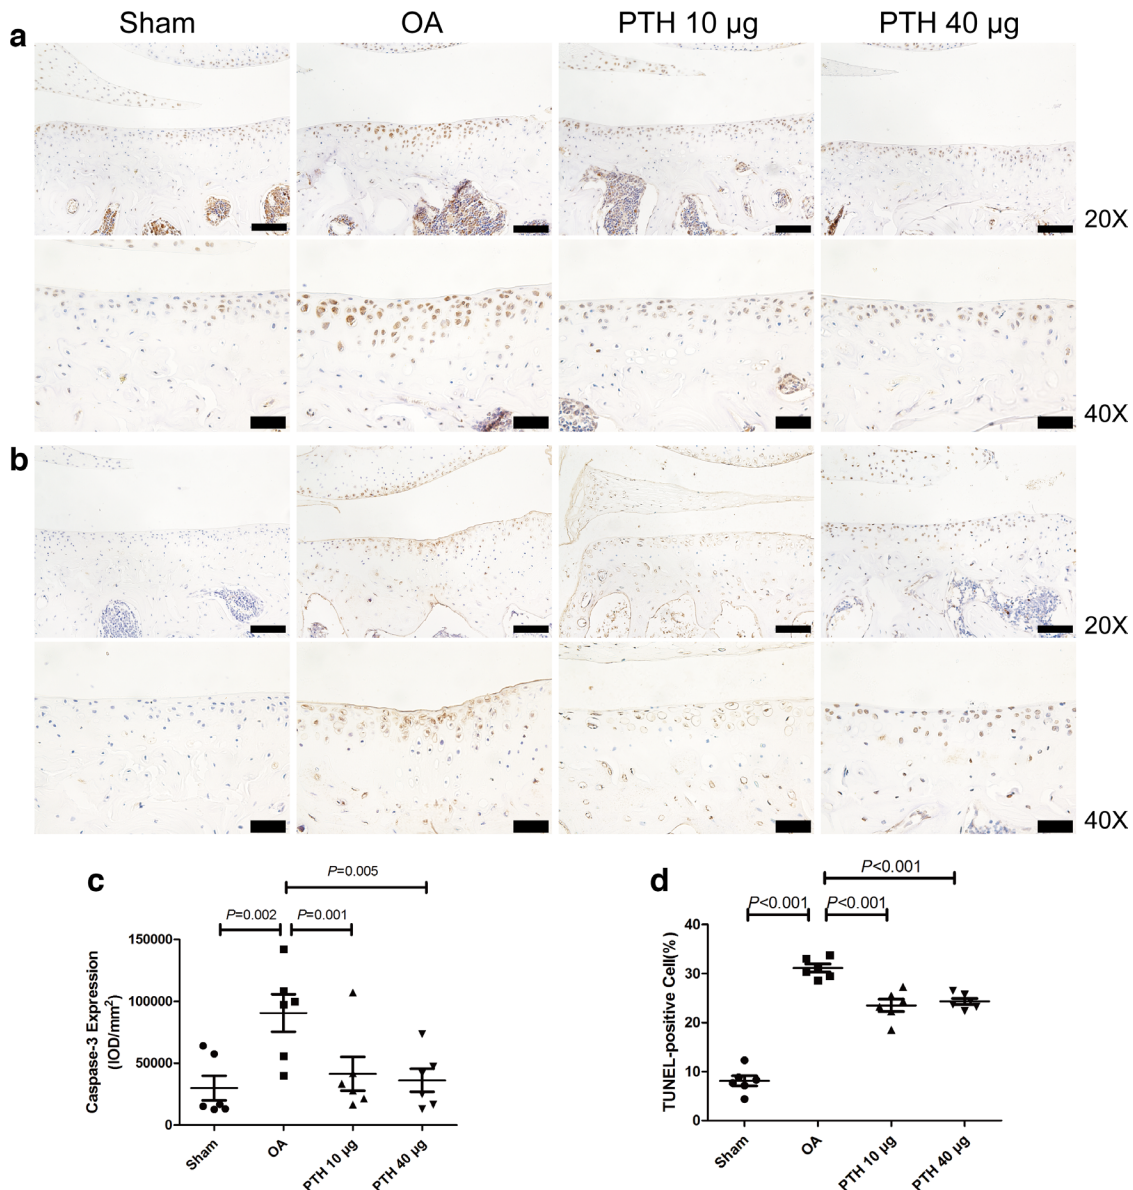 a
Sham OA PTH 10 μg PTH 40 μg
20X
40X
b
20X
40X
c
P=0.005
P=0.002 P=0.001
Caspase-3 Expression
(IOD/mm²)
150000
100000
50000
0
Sham OA PTH 10 μg PTH 40 μg
d
P<0.001
P<0.001 P<0.001
TUNEL-positive Cell(%)
40
30
20
10
0
Sham OA PTH 10 μg PTH 40 μg